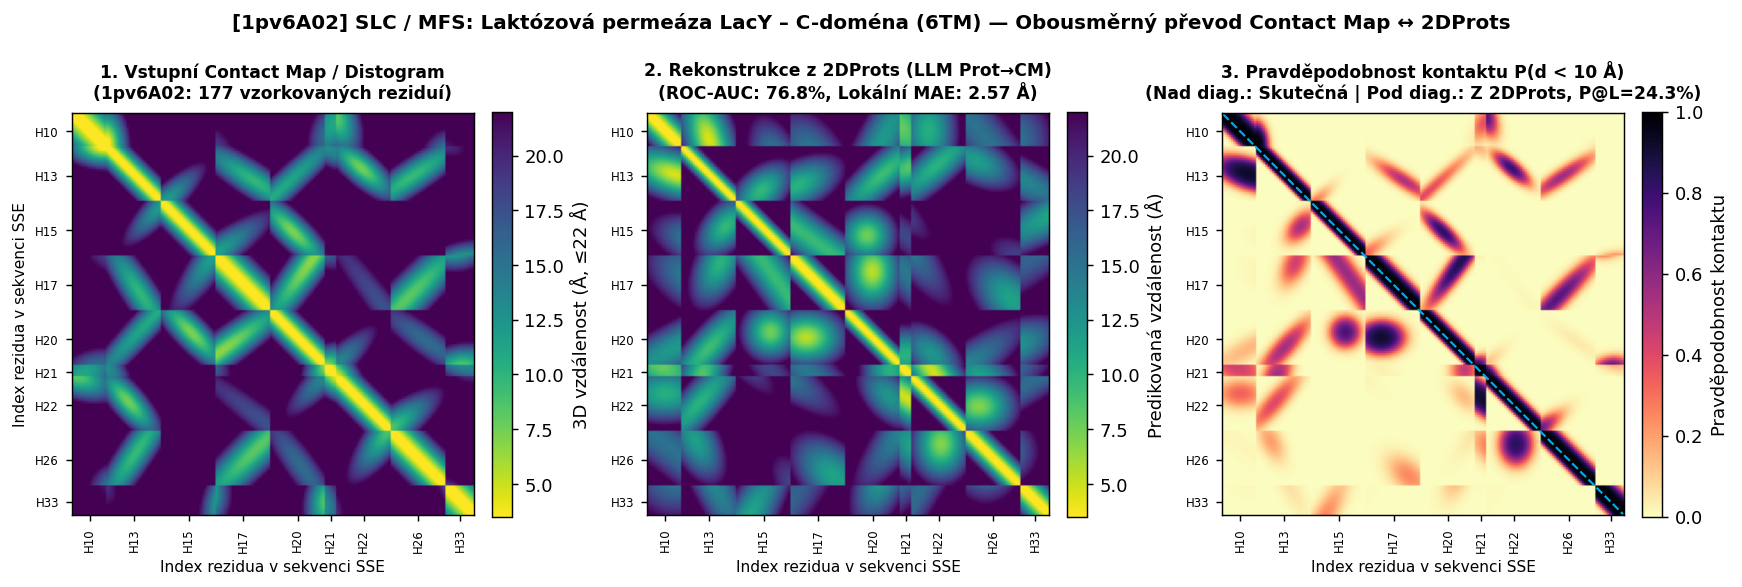 [1pv6A02] SLC / MFS: Laktózová permeáza LacY – C-doména (6TM) — Obousměrný převod Contact Map ↔ 2DProts
1. Vstupní Contact Map / Distogram
(1pv6A02: 177 vzorkovaných reziduí)
Index rezidua v sekvenci SSE
H10
H13
H15
H17
H20
H21
H22
H26
H33
H10
H13
H15
H17
H20
H21
H22
H26
H33
Index rezidua v sekvenci SSE
20.0
17.5
15.0
12.5
10.0
7.5
5.0
3D vzdálenost (Å, ≤22 Å)
2. Rekonstrukce z 2DProts (LLM Prot→CM)
(ROC-AUC: 76.8%, Lokální MAE: 2.57 Å)
H10
H13
H15
H17
H20
H21
H22
H26
H33
H10
H13
H15
H17
H20
H21
H22
H26
H33
Index rezidua v sekvenci SSE
20.0
17.5
15.0
12.5
10.0
7.5
5.0
Predikovaná vzdálenost (Å)
3. Pravděpodobnost kontaktu P(d < 10 Å)
(Nad diag.: Skutečná | Pod diag.: Z 2DProts, P@L=24.3%)
H10
H13
H15
H17
H20
H21
H22
H26
H33
H10
H13
H15
H17
H20
H21
H22
H26
H33
Index rezidua v sekvenci SSE
1.0
0.8
0.6
0.4
0.2
0.0
Pravděpodobnost kontaktu